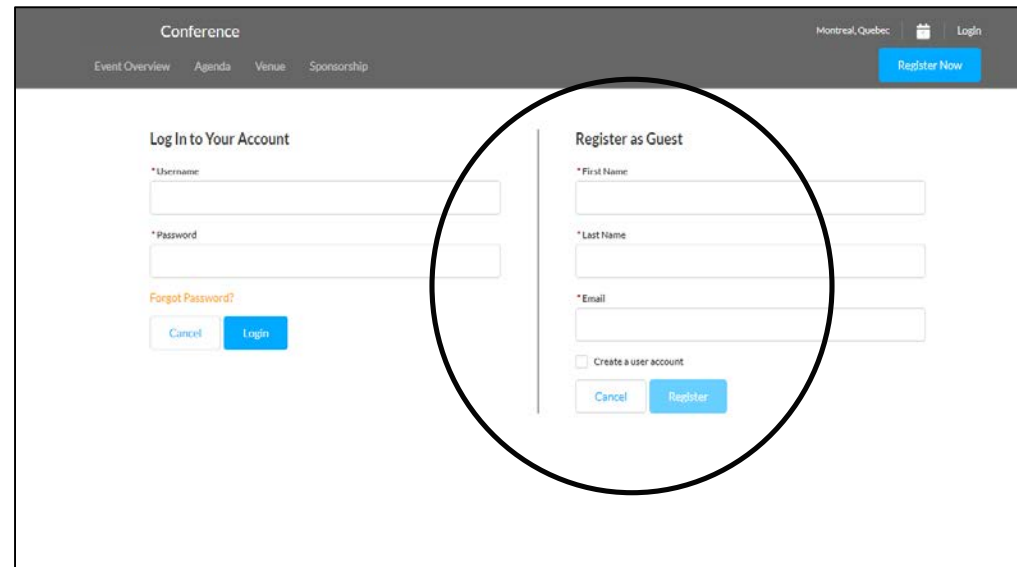 Conference
Montreal, Quebec
Login
Event Overview Agenda Venue Sponsorship
Register Now
Log In to Your Account
*Username
*Password
Forgot Password?
Cancel Login
Register as Guest
*First Name
*Last Name
*Email
Create a user account
Cancel Register